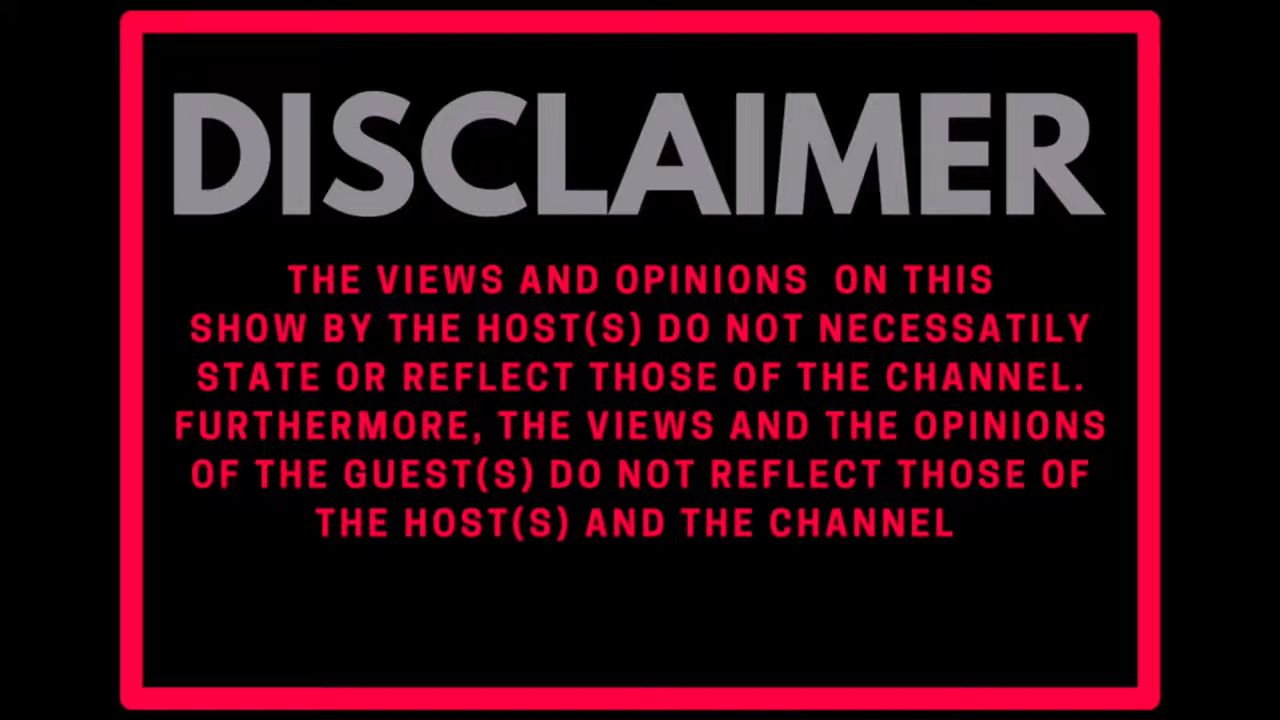 DISCLAIMER
THE VIEWS AND OPINIONS ON THIS
SHOW BY THE HOST(S) DO NOT NECESSATILY
STATE OR REFLECT THOSE OF THE CHANNEL.
FURTHERMORE, THE VIEWS AND THE OPINIONS
OF THE GUEST(S) DO NOT REFLECT THOSE OF
THE HOST(S) AND THE CHANNEL